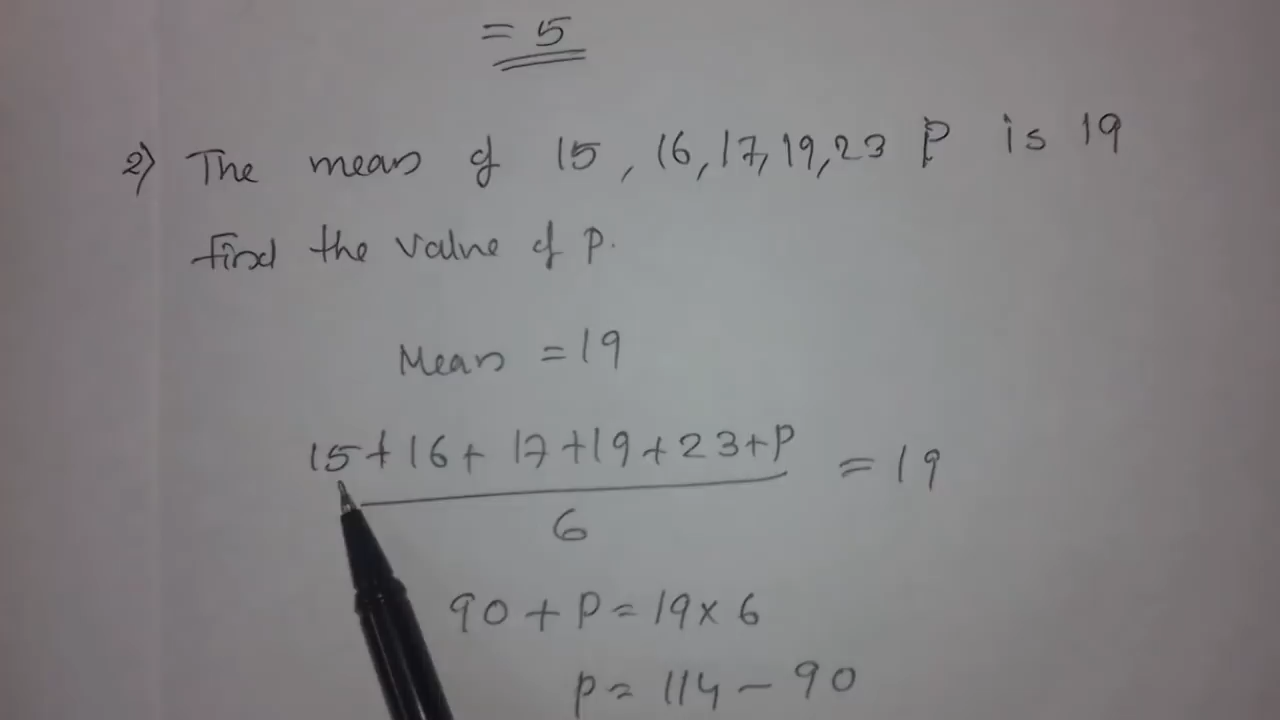 = 5
2) The mean of 15, 16, 17, 19, 23 P is 19
find the value of p.
Mean = 19
15 + 16 + 17 + 19 + 23 + P = 19
6
90 + P = 19 x 6
P = 114 - 90